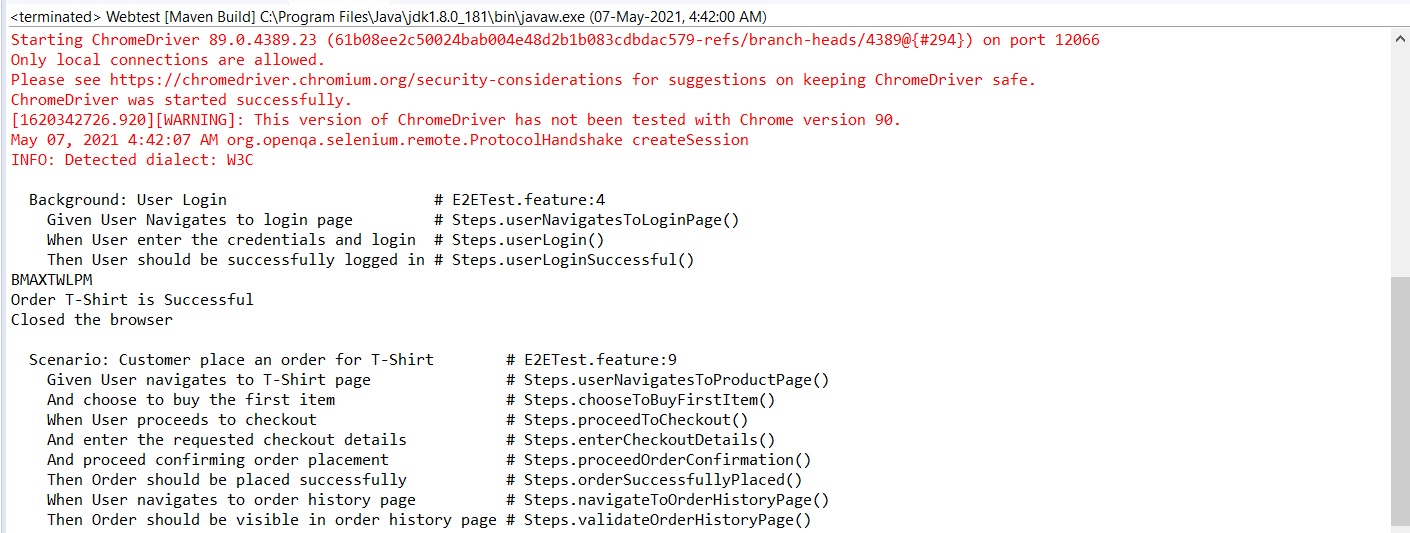 <terminated> Webtest [Maven Build] C:\Program Files\Java\jdk1.8.0_181\bin\javaw.exe (07-May-2021, 4:42:00 AM)
Starting ChromeDriver 89.0.4389.23 (61b08ee2c50024bab004e48d2b1b083cdbdac579-refs/branch-heads/4389@{#294}) on port 12066
Only local connections are allowed.
Please see https://chromedriver.chromium.org/security-considerations for suggestions on keeping ChromeDriver safe.
ChromeDriver was started successfully.
[1620342726.920][WARNING]: This version of ChromeDriver has not been tested with Chrome version 90.
May 07, 2021 4:42:07 AM org.openqa.selenium.remote.ProtocolHandshake createSession
INFO: Detected dialect: W3C
  Background: User Login                       # E2ETest.feature:4
    Given User Navigates to login page         # Steps.userNavigatesToLoginPage()
    When User enter the credentials and login  # Steps.userLogin()
    Then User should be successfully logged in # Steps.userLoginSuccessful()
BMAXTWLPM
Order T-Shirt is Successful
Closed the browser
  Scenario: Customer place an order for T-Shirt        # E2ETest.feature:9
    Given User navigates to T-Shirt page               # Steps.userNavigatesToProductPage()
    And choose to buy the first item                   # Steps.chooseToBuyFirstItem()
    When User proceeds to checkout                     # Steps.proceedToCheckout()
    And enter the requested checkout details           # Steps.enterCheckoutDetails()
    And proceed confirming order placement             # Steps.proceedOrderConfirmation()
    Then Order should be placed successfully           # Steps.orderSuccessfullyPlaced()
    When User navigates to order history page          # Steps.navigateToOrderHistoryPage()
    Then Order should be visible in order history page # Steps.validateOrderHistoryPage()